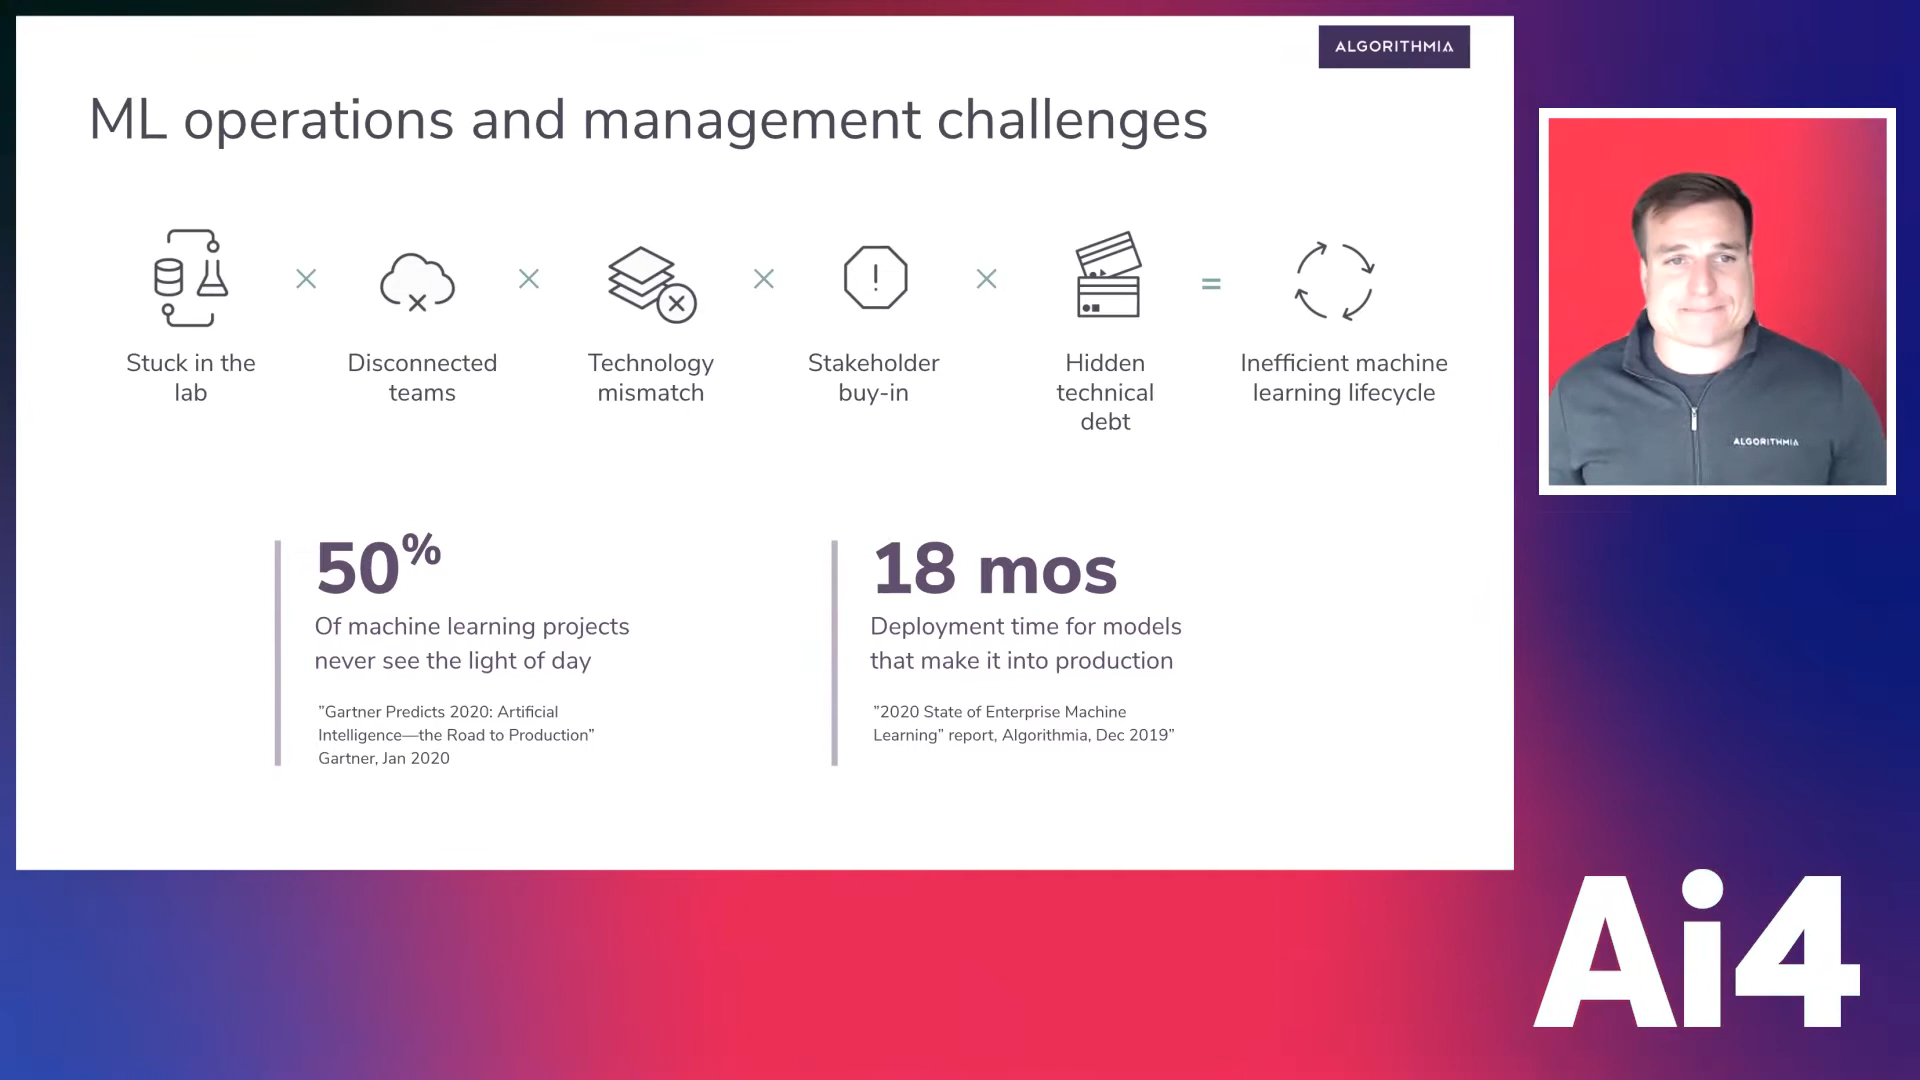 ALGORITHMIA
ML operations and management challenges
Stuck in the
lab
Disconnected
teams
Technology
mismatch
Stakeholder
buy-in
Hidden
technical
debt
=
Inefficient machine
learning lifecycle
50%
Of machine learning projects
never see the light of day
”Gartner Predicts 2020: Artificial
Intelligence—the Road to Production”
Gartner, Jan 2020
18 mos
Deployment time for models
that make it into production
”2020 State of Enterprise Machine
Learning” report, Algorithmia, Dec 2019”
ALGORITHMIA
Ai4